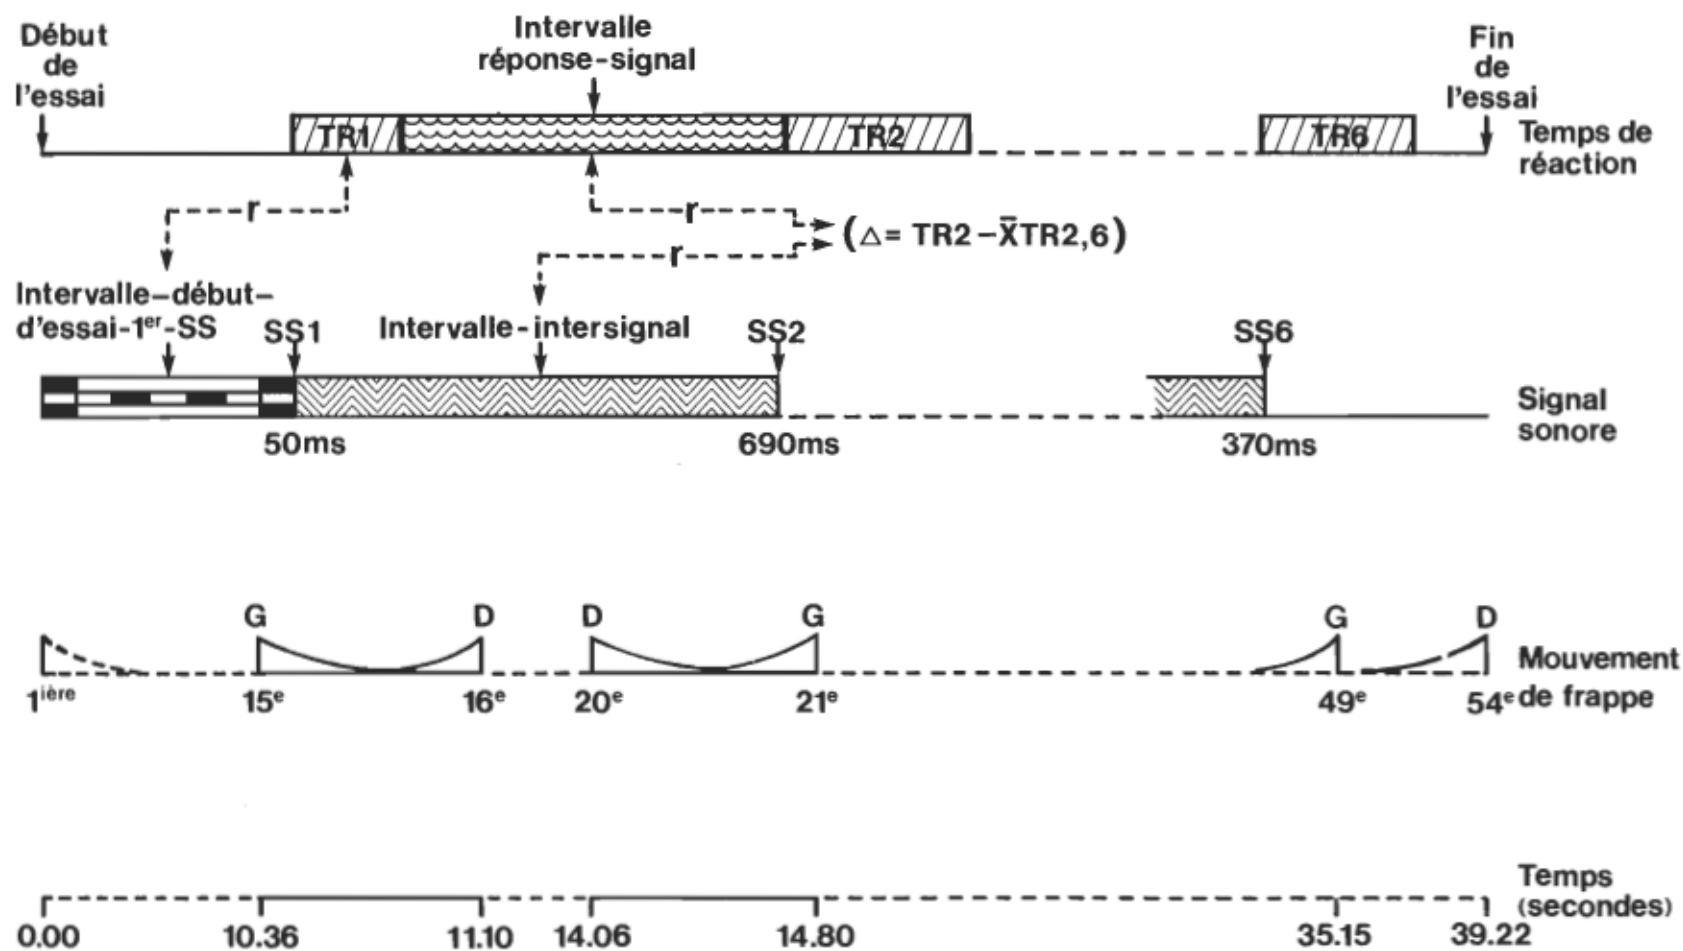 Début
de
l'essai
Intervalle
réponse-signal
Fin
de
l'essai
TR1
TR2
TR6
Temps de
réaction
r
r
(△= TR2-X̄TR2,6)
r
Intervalle-début-
d'essai-1er-SS
SS1
Intervalle-intersignal
SS2
SS6
Signal
sonore
50ms
690ms
370ms
G
D
D
G
G
D
Mouvement
de frappe
1ière
15e
16e
20e
21e
49e
54e
Temps
(secondes)
0.00
10.36
11.10
14.06
14.80
35.15
39.22